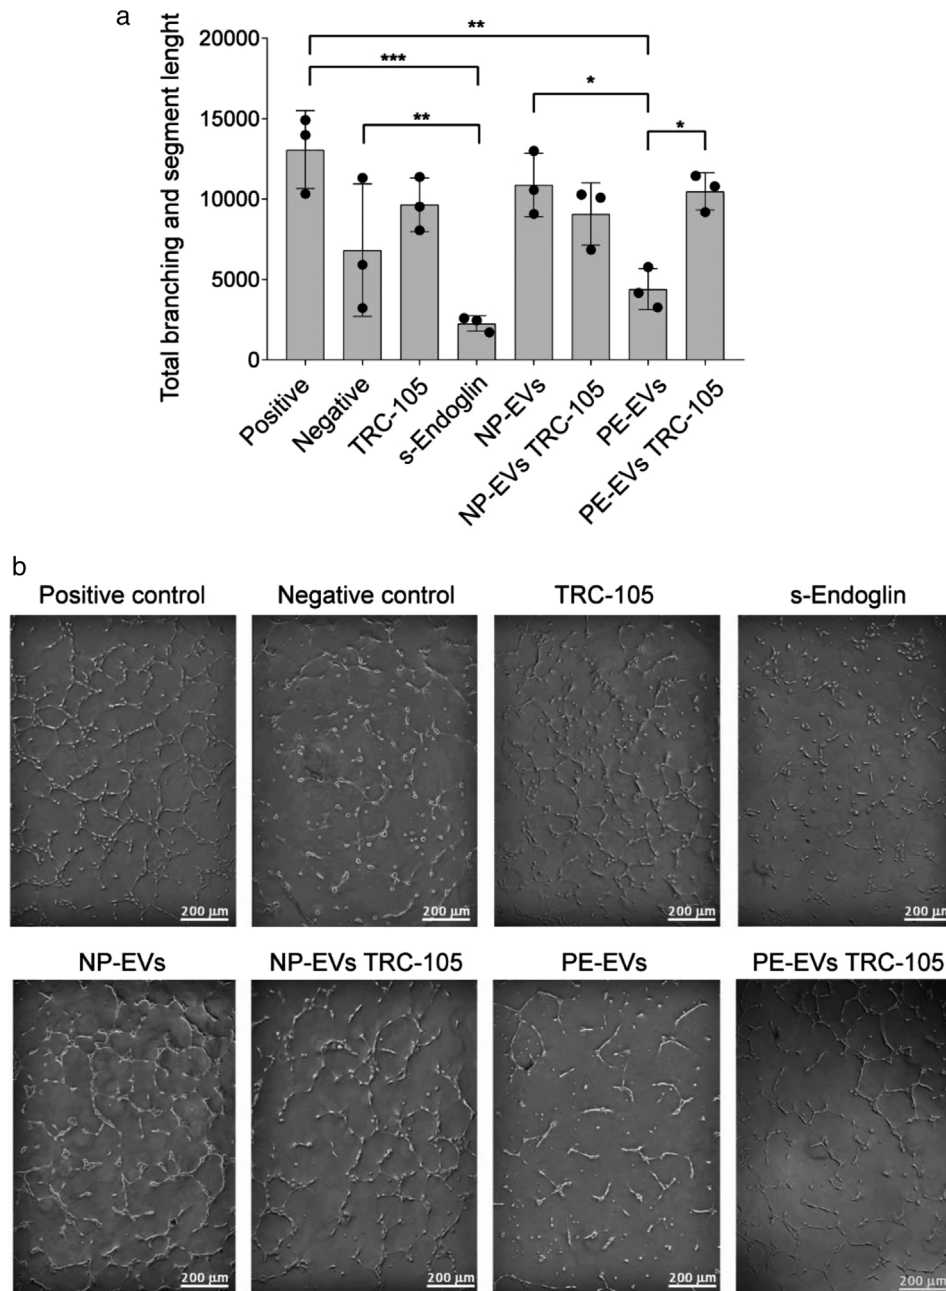 a
Total branching and segment lenght
20000
15000
10000
5000
0
**
***
**
*
*
Positive
Negative
TRC-105
s-Endoglin
NP-EVs
NP-EVs TRC-105
PE-EVs
PE-EVs TRC-105
b
Positive control
Negative control
TRC-105
s-Endoglin
200 µm
200 µm
200 µm
200 µm
NP-EVs
NP-EVs TRC-105
PE-EVs
PE-EVs TRC-105
200 µm
200 µm
200 µm
200 µm